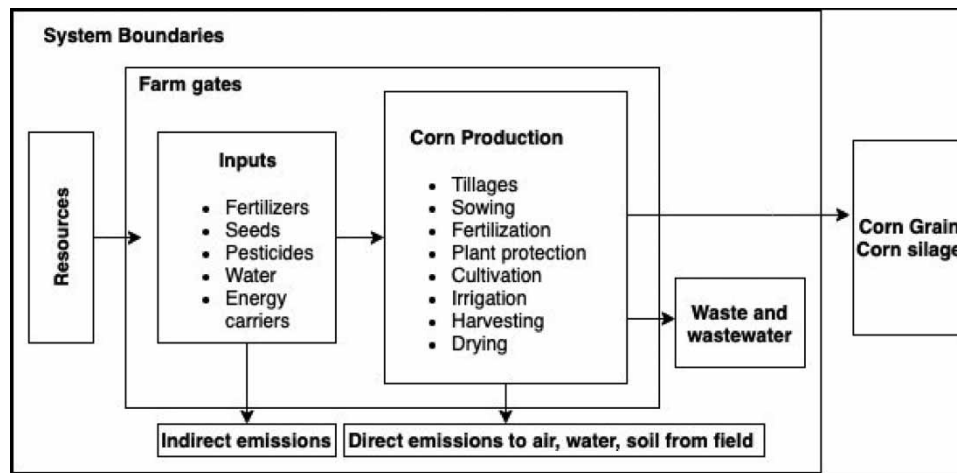 System Boundaries
Farm gates
Resources
Inputs
• Fertilizers
• Seeds
• Pesticides
• Water
• Energy
carriers
Corn Production
• Tillages
• Sowing
• Fertilization
• Plant protection
• Cultivation
• Irrigation
• Harvesting
• Drying
Corn Grain
Corn silage
Waste and
wastewater
Indirect emissions
Direct emissions to air, water, soil from field